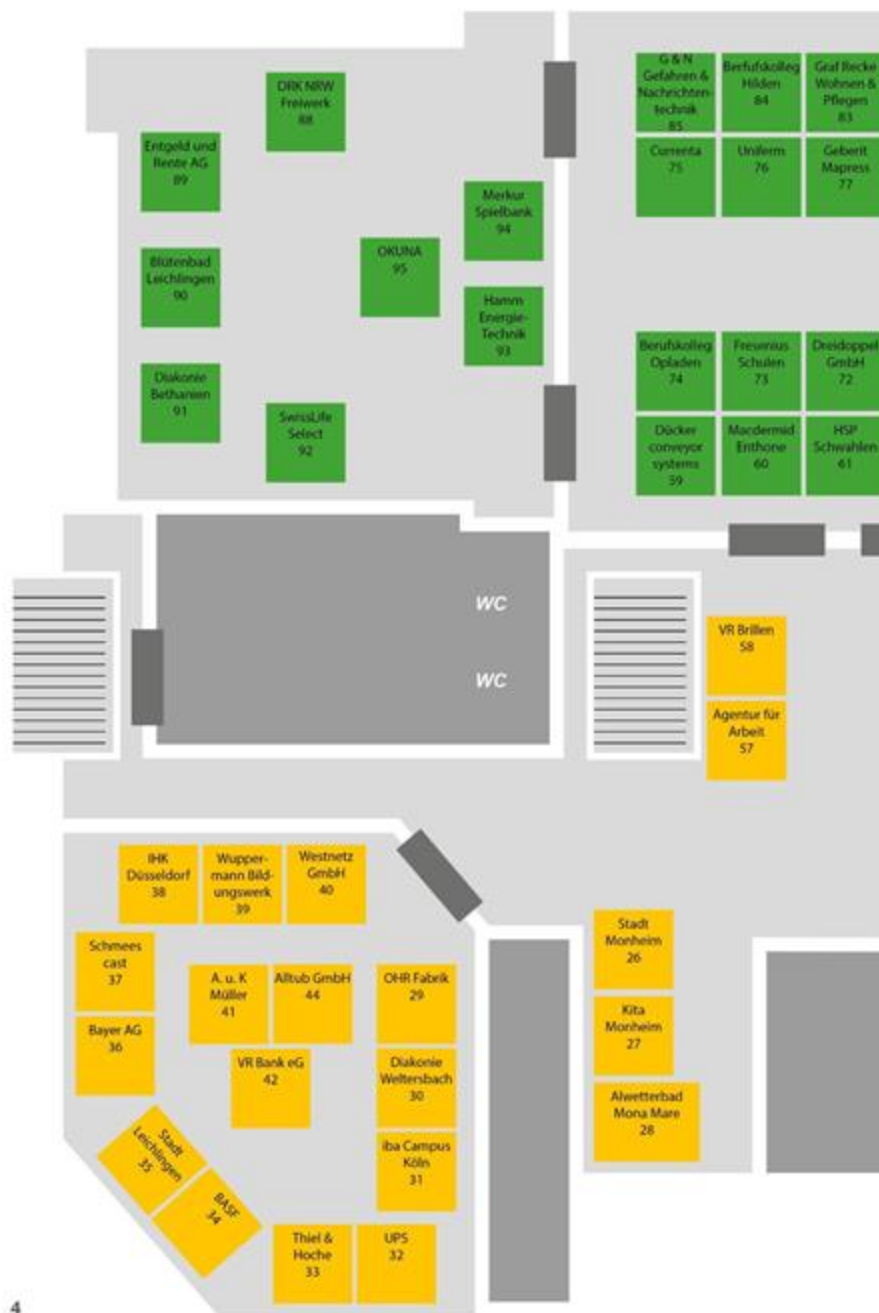 DRK NRW
Freiwerk
88
Entgeld und
Rente AG
89
Blütenbad
Leichlingen
90
Diakonie
Bethanien
91
SwissLife
Select
92
OKUNA
95
Merkur
Spielbank
94
Hamm
Energie-
Technik
93
G & N
Gefahren &
Nachrichten-
technik
85
Berfufskolleg
Hilden
84
Graf Recke
Wohnen &
Pflegen
83
Currenta
75
Uniferm
76
Geberit
Mapress
77
Berufskolleg
Opladen
74
Fresenius
Schulen
73
Dreidoppel
GmbH
72
Dücker
conveyor
systems
59
Macdermid
Enthone
60
HSP
Schwahlen
61
WC
WC
VR Brillen
58
Agentur für
Arbeit
57
IHK
Düsseldorf
38
Wupper-
mann Bild-
ungswerk
39
Westnetz
GmbH
40
Schmees
cast
37
Bayer AG
36
A. u. K
Müller
41
Alltub GmbH
44
VR Bank eG
42
OHR Fabrik
29
Diakonie
Weltersbach
30
iba Campus
Köln
31
Stadt
Leichlingen
35
BASF
34
Thiel &
Hoche
33
UPS
32
Stadt
Monheim
26
Kita
Monheim
27
Alwetterbad
Mona Mare
28
4